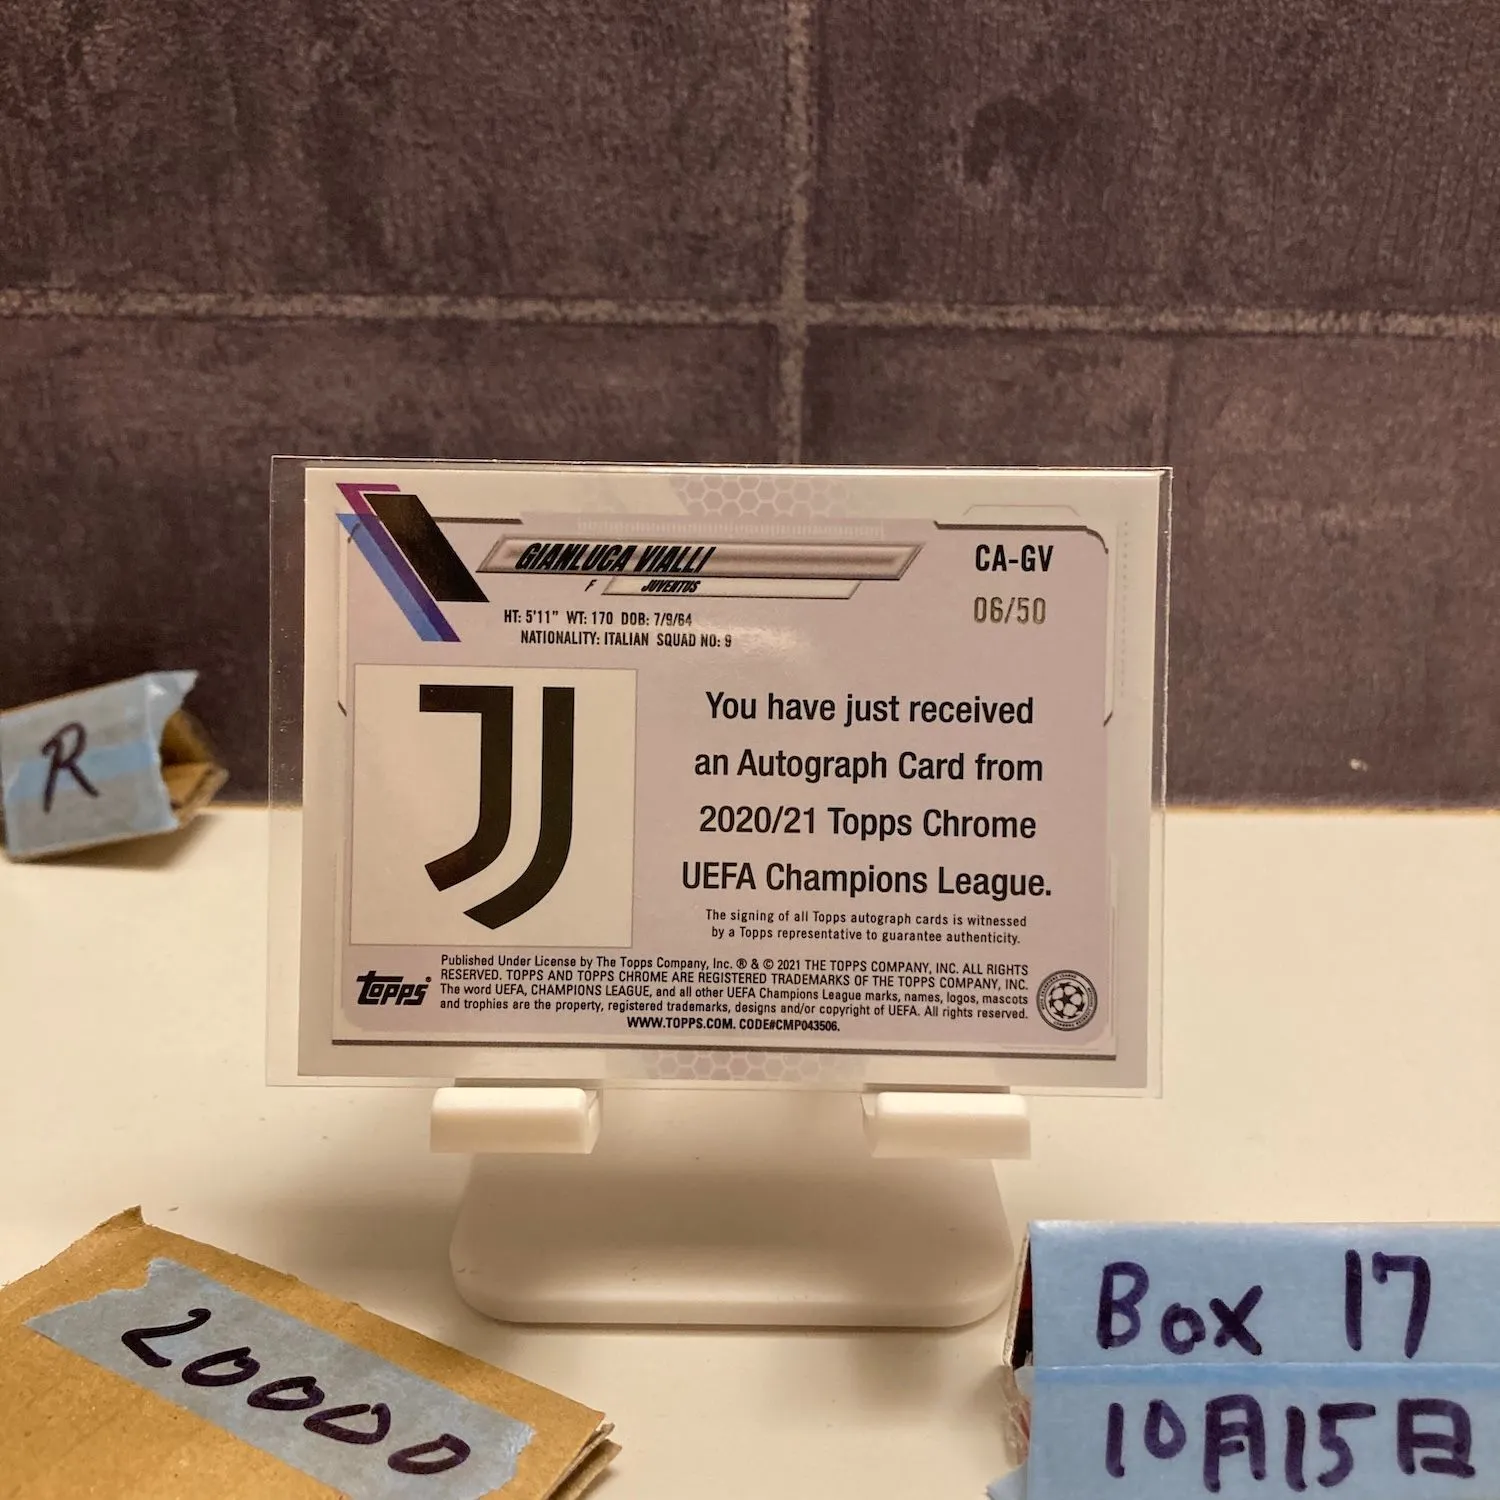 GIANLUCA VIALLI
F JUVENTUS
HT: 5'11" WT: 170 DOB: 7/9/64
NATIONALITY: ITALIAN SQUAD NO: 9
CA-GV
06/50
You have just received
an Autograph Card from
2020/21 Topps Chrome
UEFA Champions League.
The signing of all Topps autograph cards is witnessed
by a Topps representative to guarantee authenticity.
topps®
Published Under License by The Topps Company, Inc. ® & © 2021 THE TOPPS COMPANY, INC. ALL RIGHTS
RESERVED. TOPPS AND TOPPS CHROME ARE REGISTERED TRADEMARKS OF THE TOPPS COMPANY, INC.
The word UEFA, CHAMPIONS LEAGUE, and all other UEFA Champions League marks, names, logos, mascots
and trophies are the property, registered trademarks, designs and/or copyright of UEFA. All rights reserved.
WWW.TOPPS.COM. CODE#CMP043506.
R
20000
Box 17
10月15日